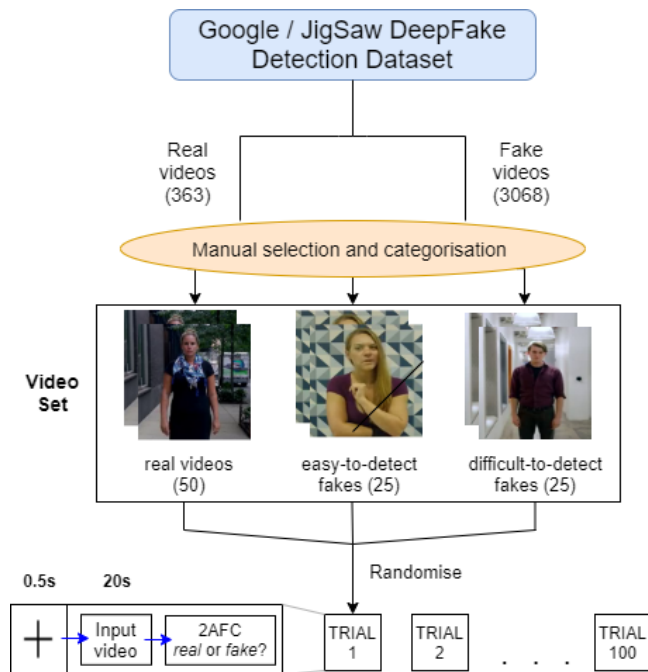 Google / JigSaw DeepFake
Detection Dataset
Real
videos
(363)
Fake
videos
(3068)
Manual selection and categorisation
Video
Set
real videos
(50)
easy-to-detect
fakes (25)
difficult-to-detect
fakes (25)
Randomise
0.5s
20s
Input
video
2AFC
real or fake?
TRIAL
1
TRIAL
2
. . .
TRIAL
100